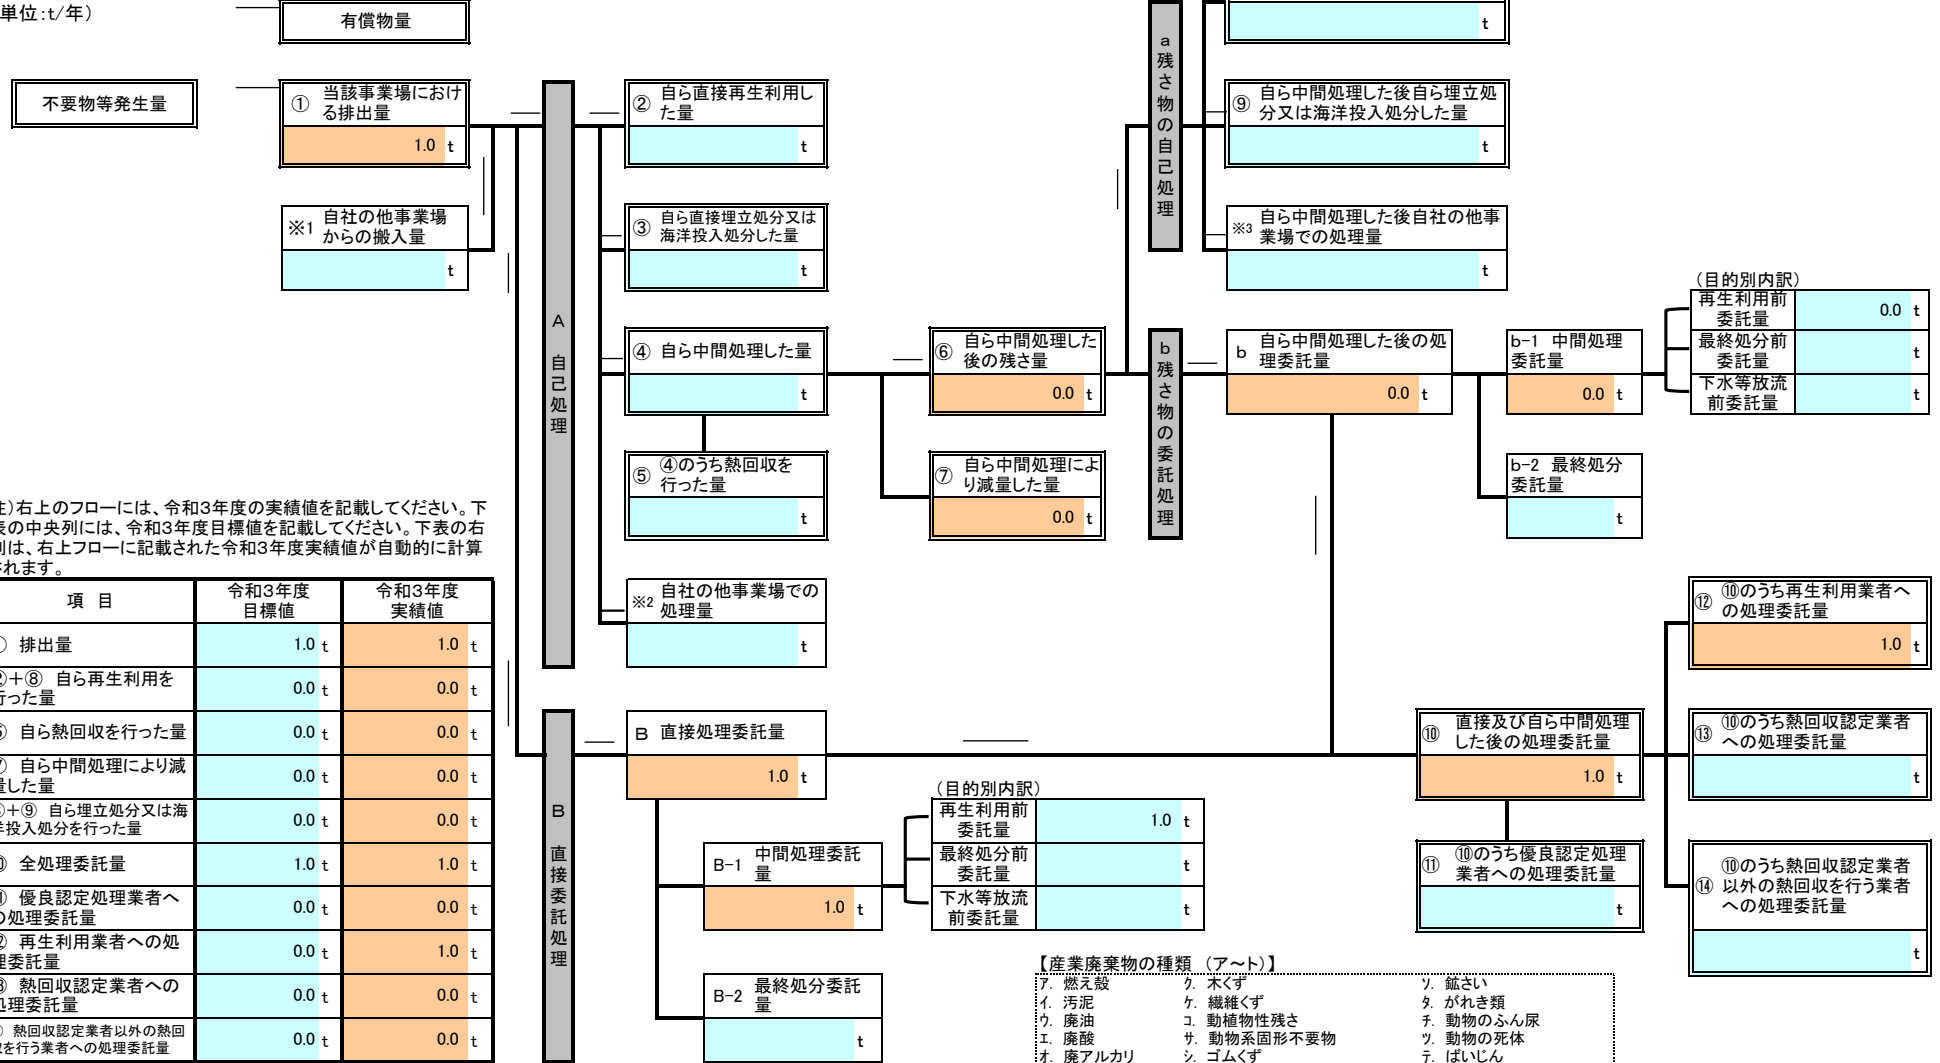 単位:t/年）
有償物量
t
不要物等発生量
① 当該事業場におけ
る排出量
1.0 t
※1 自社の他事業場
からの搬入量
t
A 自己処理
② 自ら直接再生利用し
た量
t
③ 自ら直接埋立処分又は
海洋投入処分した量
t
④ 自ら中間処理した量
t
⑤ ④のうち熱回収を
行った量
t
※2 自社の他事業場での
処理量
t
⑥ 自ら中間処理した
後の残さ量
0.0 t
⑦ 自ら中間処理によ
り減量した量
0.0 t
a残さ物の自己処理
⑨ 自ら中間処理した後自ら埋立処
分又は海洋投入処分した量
t
※3 自ら中間処理した後自社の他事
業場での処理量
t
b残さ物の委託処理
b 自ら中間処理した後の処
理委託量
0.0 t
b-1 中間処理
委託量
0.0 t
b-2 最終処分
委託量
t
（目的別内訳）
再生利用前
委託量
0.0 t
最終処分前
委託量
t
下水等放流
前委託量
t
）右上のフローには、令和3年度の実績値を記載してください。下
の中央列には、令和3年度目標値を記載してください。下表の右
は、右上フローに記載された令和3年度実績値が自動的に計算
れます。
項 目 令和3年度
目標値 令和3年度
実績値
排出量 1.0 t 1.0 t
＋⑧ 自ら再生利用を
行った量 0.0 t 0.0 t
自ら熱回収を行った量 0.0 t 0.0 t
自ら中間処理により減
量した量 0.0 t 0.0 t
＋⑨ 自ら埋立処分又は海
洋投入処分を行った量 0.0 t 0.0 t
全処理委託量 1.0 t 1.0 t
優良認定処理業者へ
の処理委託量 0.0 t 0.0 t
再生利用業者への処
理委託量 0.0 t 1.0 t
熱回収認定業者への
処理委託量 0.0 t 0.0 t
熱回収認定業者以外の熱回
収を行う業者への処理委託量 0.0 t 0.0 t
B 直接委託処理
B 直接処理委託量
1.0 t
B-1 中間処理委託
量
1.0 t
B-2 最終処分委託
量
t
（目的別内訳）
再生利用前
委託量
1.0 t
最終処分前
委託量
t
下水等放流
前委託量
t
⑩ 直接及び自ら中間処理
した後の処理委託量
1.0 t
⑪ ⑩のうち優良認定処理
業者への処理委託量
t
⑫ ⑩のうち再生利用業者へ
の処理委託量
1.0 t
⑬ ⑩のうち熱回収認定業者
への処理委託量
t
⑭ ⑩のうち熱回収認定業者
以外の熱回収を行う業者
への処理委託量
t
【産業廃棄物の種類 （ア～ト）】
ア. 燃え殻 ク. 木くず ソ. 鉱さい
イ. 汚泥 ケ. 繊維くず タ. がれき類
ウ. 廃油 コ. 動植物性残さ チ. 動物のふん尿
エ. 廃酸 サ. 動物系固形不要物 ツ. 動物の死体
オ. 廃アルカリ シ. ゴムくず テ. ばいじん